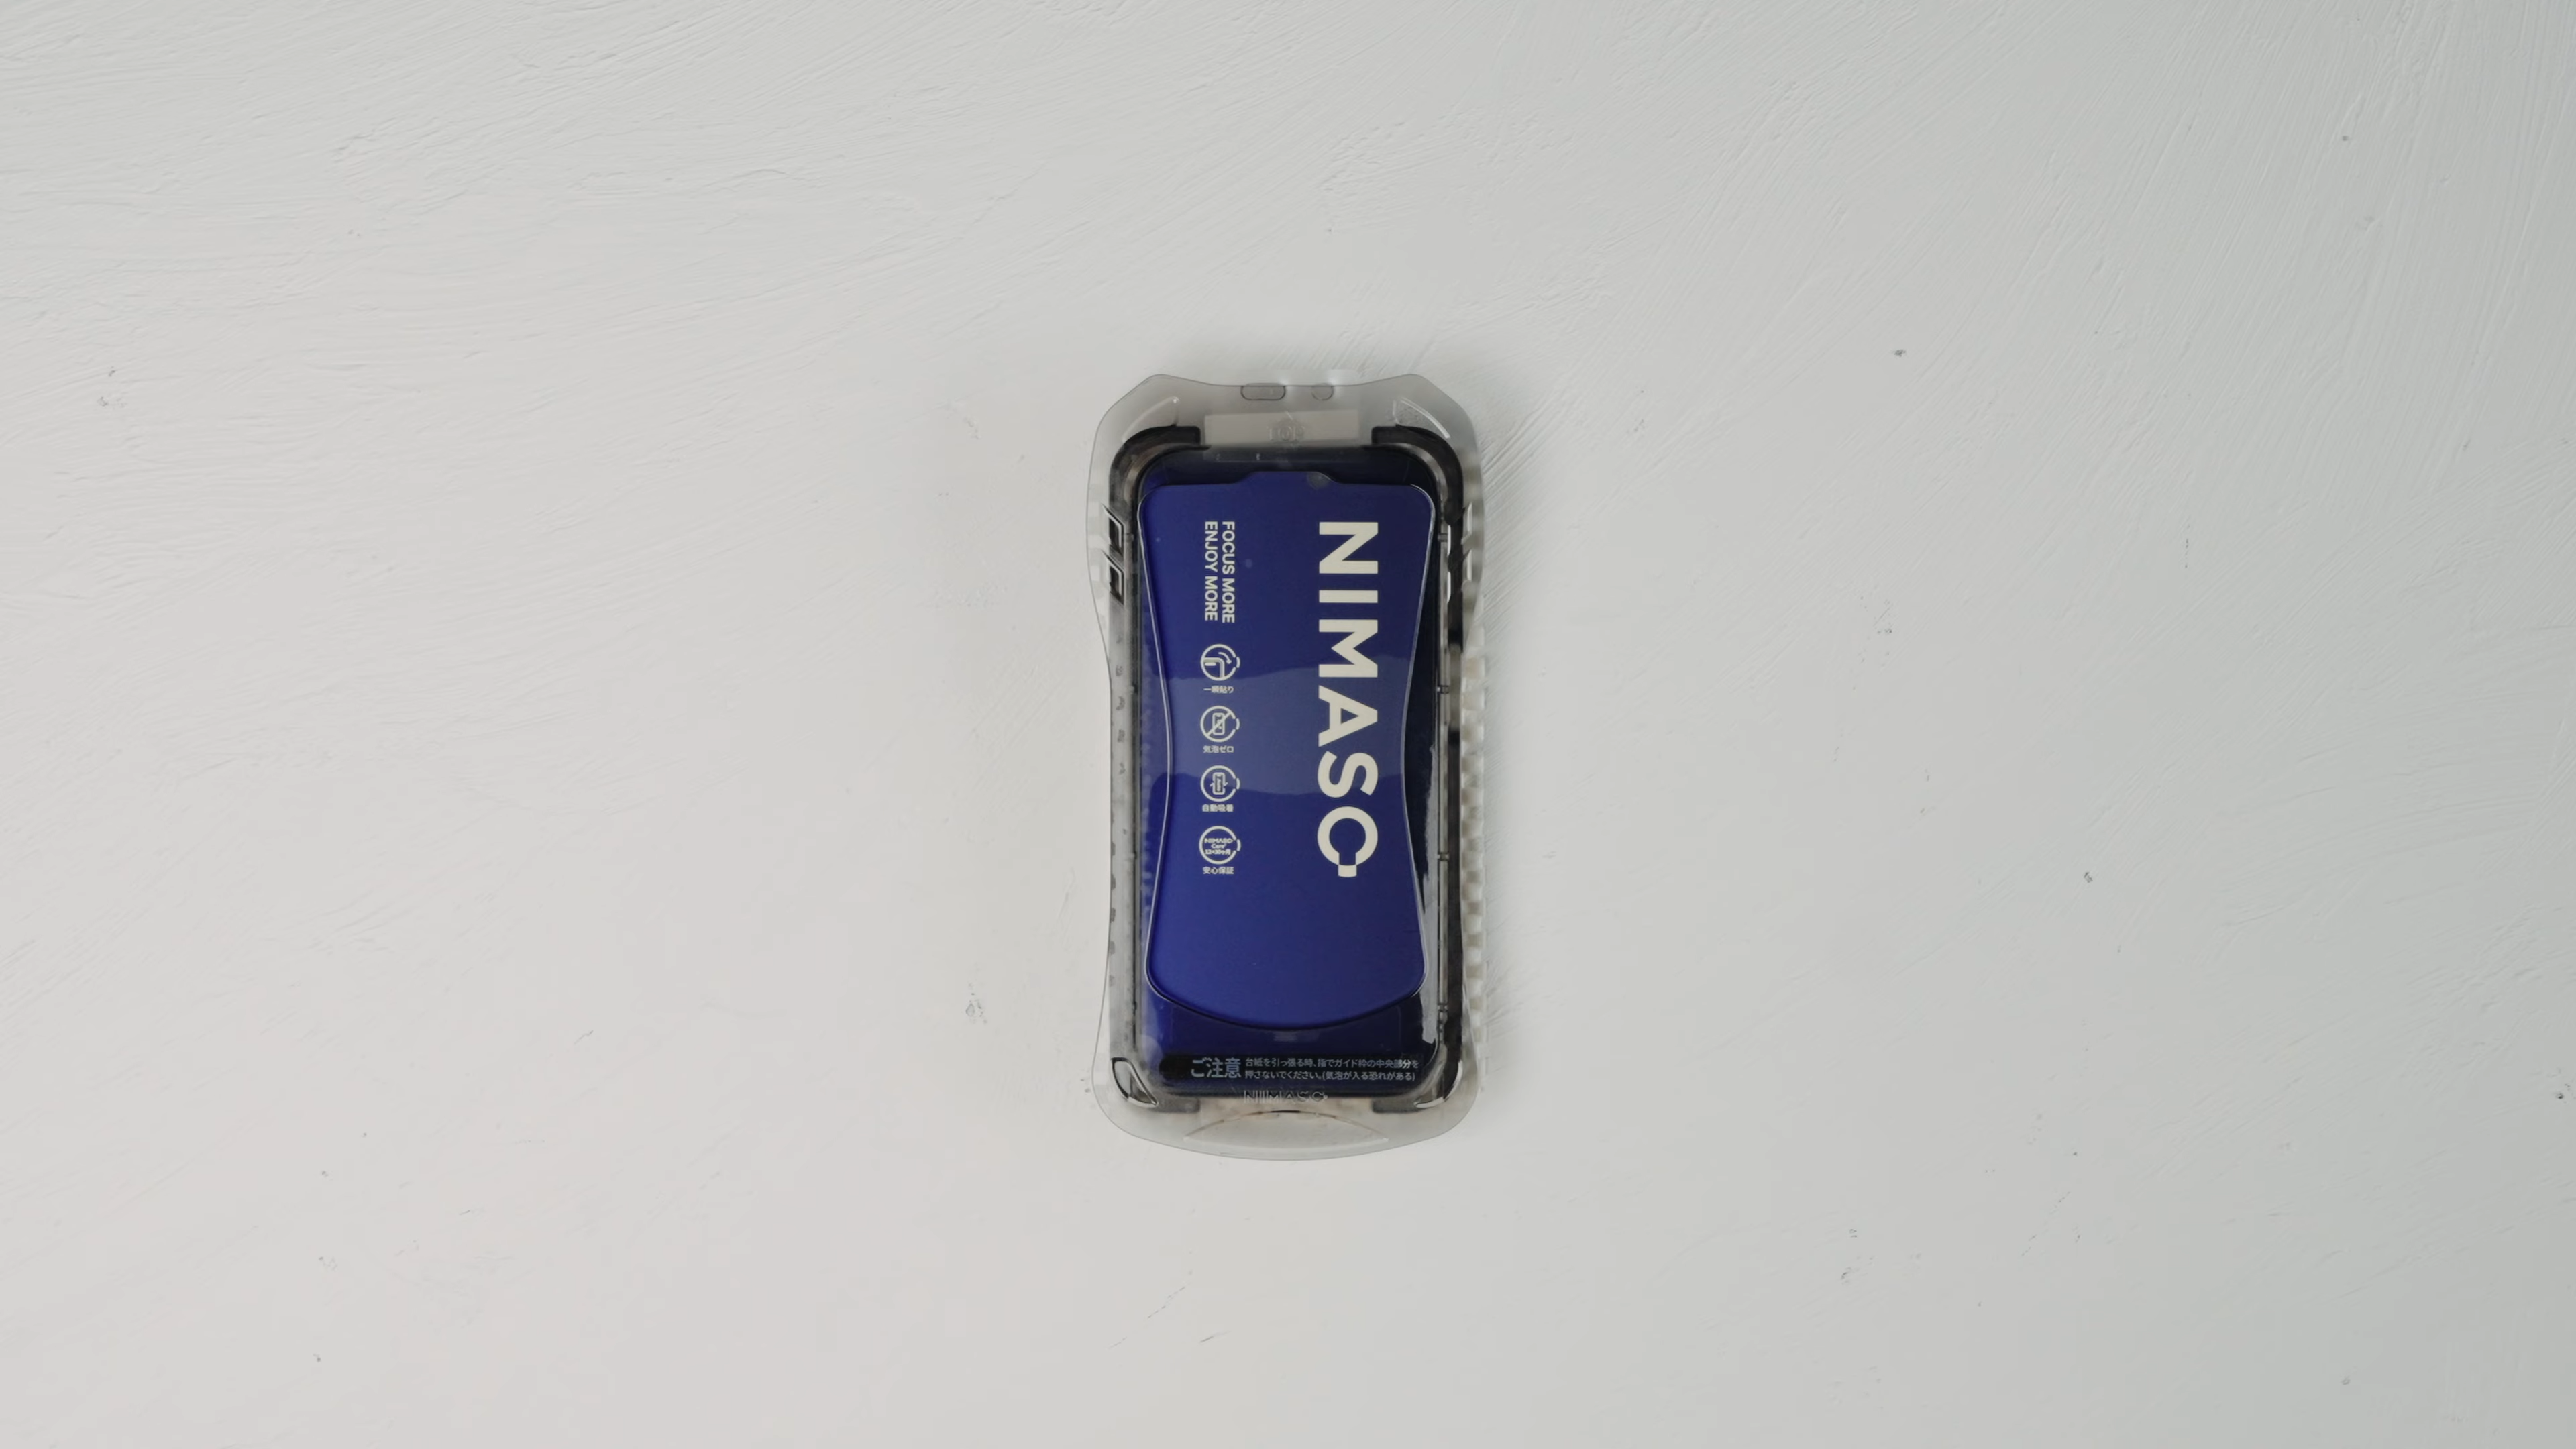 NIMASO
FOCUS MORE
ENJOY MORE
一瞬貼り
気泡ゼロ
自動吸着
NIMASO
Care+
安心保証
ご注意
台紙を引っ張る時、指でガイド枠の中央部分を
押さないでください。(気泡が入る恐れがある)
NIMASO